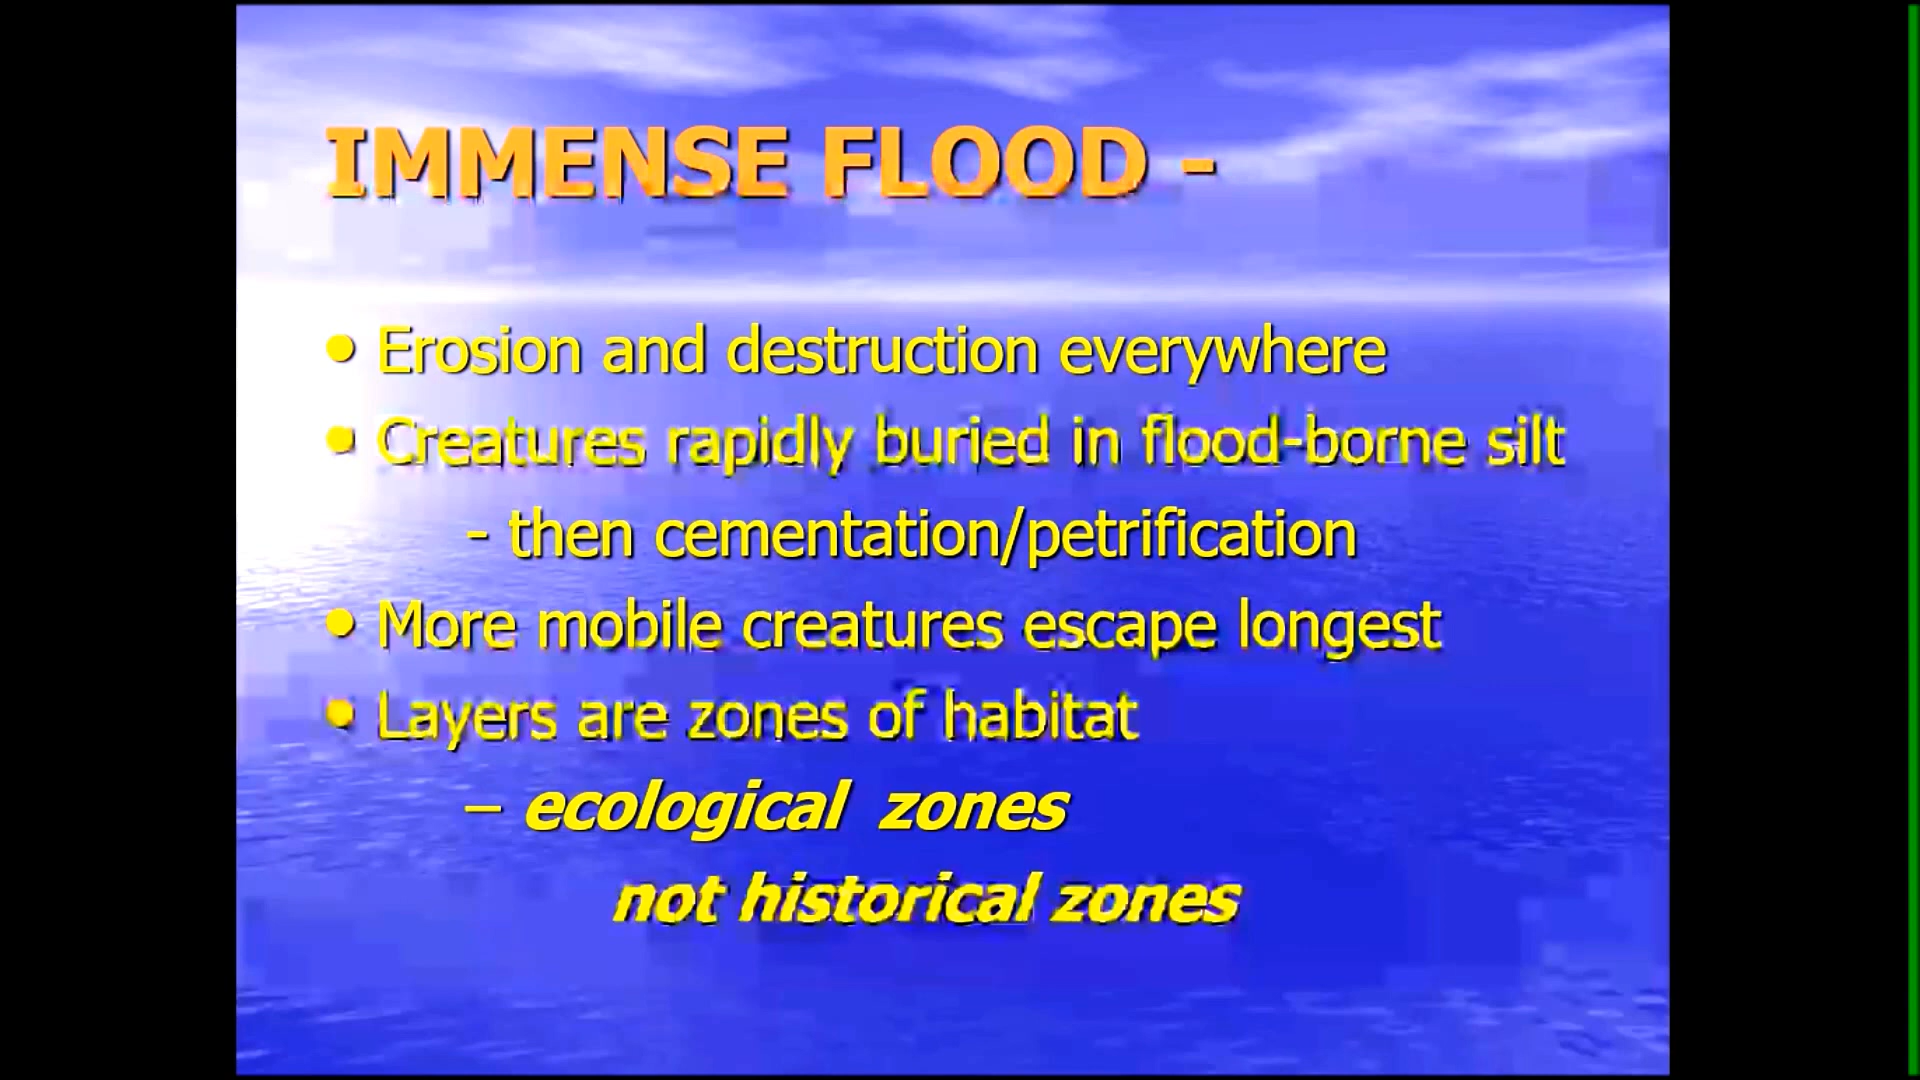 IMMENSE FLOOD -
• Erosion and destruction everywhere
• Creatures rapidly buried in flood-borne silt
- then cementation/petrification
• More mobile creatures escape longest
• Layers are zones of habitat
– ecological zones
not historical zones